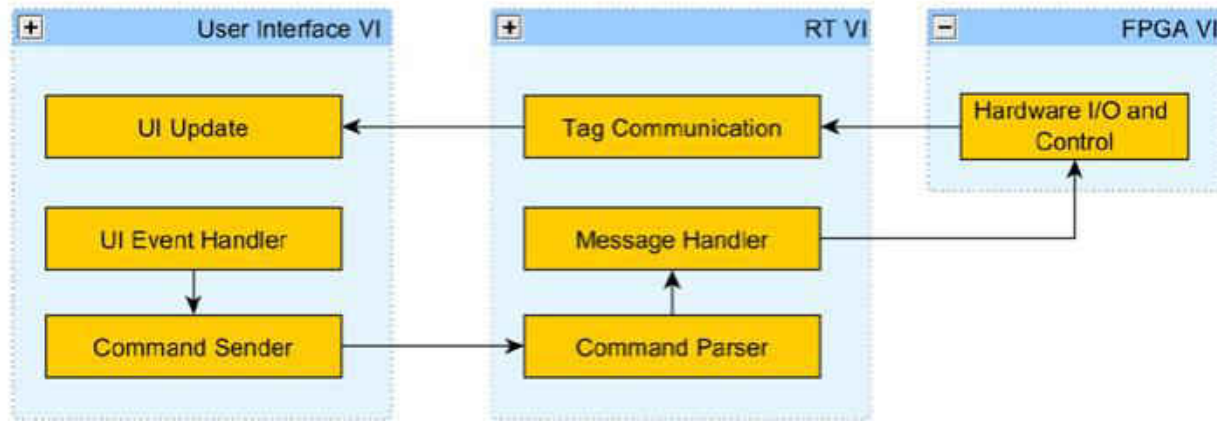 User Interface VI
UI Update
UI Event Handler
Command Sender
RT VI
Tag Communication
Message Handler
Command Parser
FPGA VI
Hardware I/O and
Control